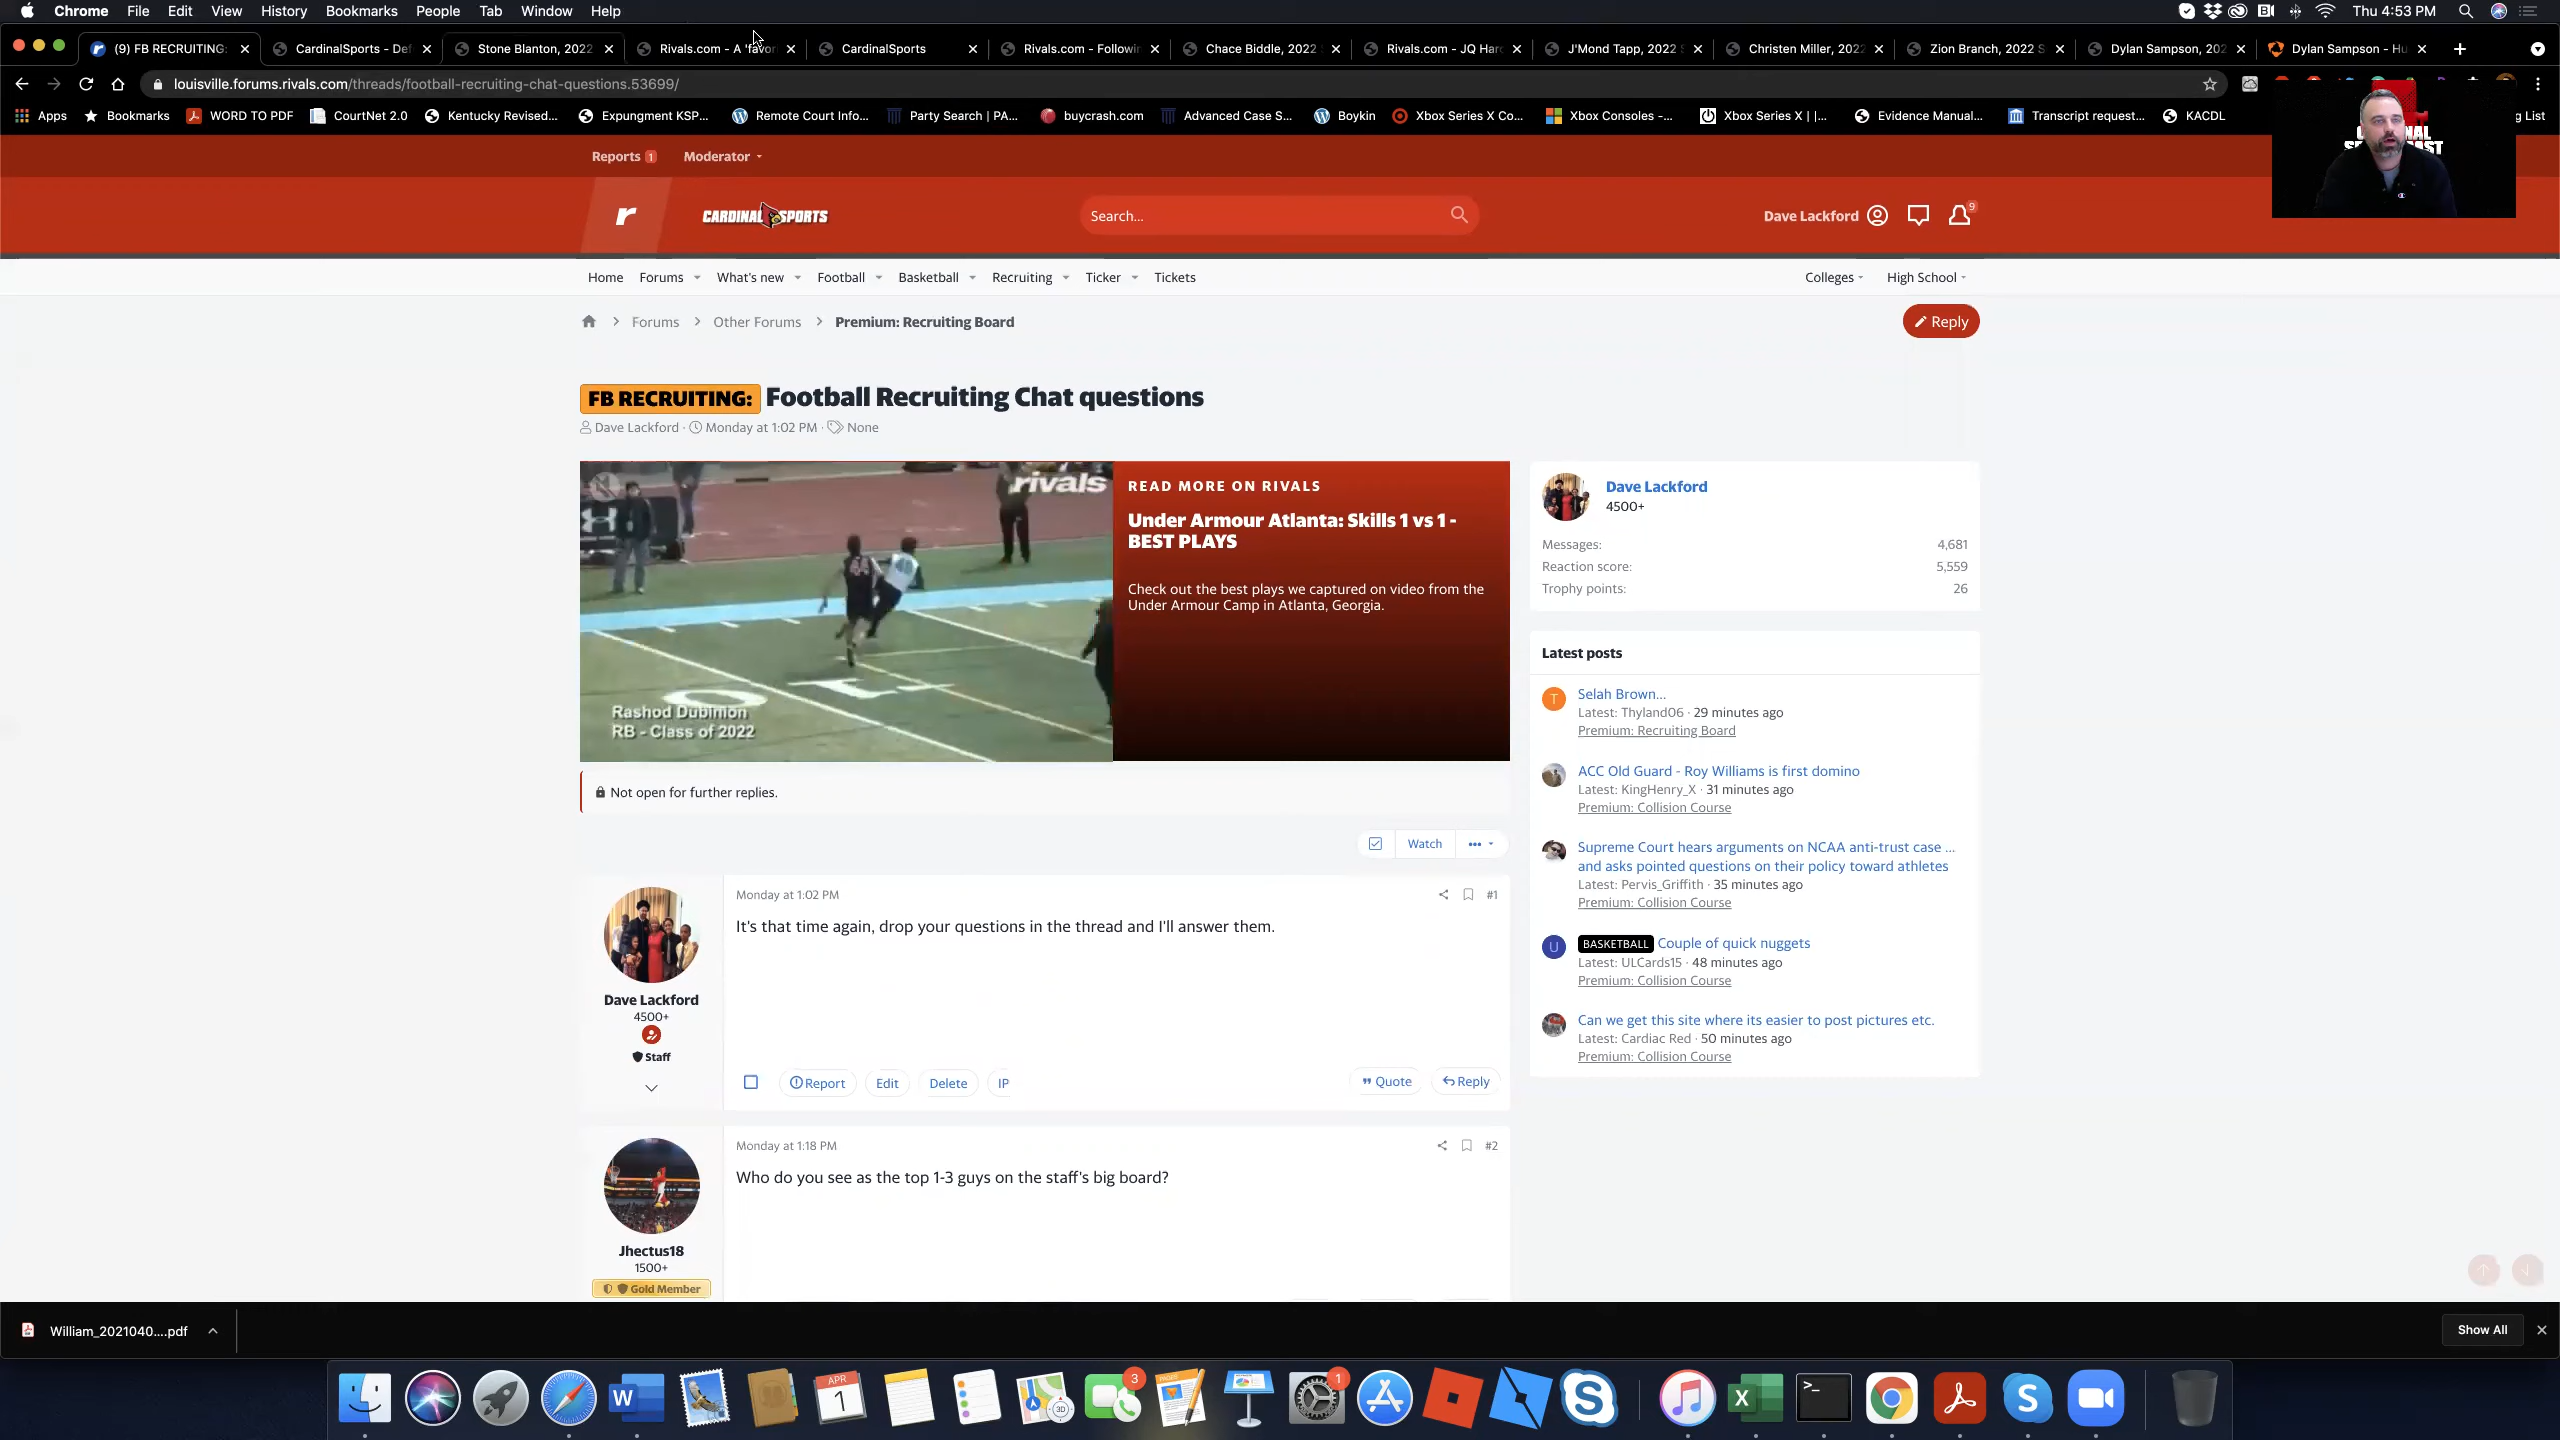 Chrome File Edit View History Bookmarks People Tab Window Help Thu 4:53 PM
(9) FB RECRUITING: CardinalSports - Def Stone Blanton, 2022 Rivals.com - A 'favor CardinalSports Rivals.com - Followin Chace Biddle, 2022 Rivals.com - JQ Hard J'Mond Tapp, 2022 S Christen Miller, 2022 Zion Branch, 2022 S Dylan Sampson, 202 Dylan Sampson - Hu
louisville.forums.rivals.com/threads/football-recruiting-chat-questions.53699/
Apps Bookmarks WORD TO PDF CourtNet 2.0 Kentucky Revised... Expungment KSP... Remote Court Info... Party Search | PA... buycrash.com Advanced Case S... Boykin Xbox Series X Co... Xbox Consoles -... Xbox Series X | |... Evidence Manual... Transcript request... KACDL g List
Reports 1 Moderator
r CARDINAL SPORTS Search... Dave Lackford 9
Home Forums What's new Football Basketball Recruiting Ticker Tickets Colleges High School
Forums Other Forums Premium: Recruiting Board Reply
FB RECRUITING: Football Recruiting Chat questions
Dave Lackford · Monday at 1:02 PM · None
rivals
Rashod Dubinion
RB - Class of 2022
READ MORE ON RIVALS
Under Armour Atlanta: Skills 1 vs 1 -
BEST PLAYS
Check out the best plays we captured on video from the
Under Armour Camp in Atlanta, Georgia.
Dave Lackford
4500+
Messages: 4,681
Reaction score: 5,559
Trophy points: 26
Latest posts
T Selah Brown...
Latest: Thyland06 · 29 minutes ago
Premium: Recruiting Board
ACC Old Guard - Roy Williams is first domino
Latest: KingHenry_X · 31 minutes ago
Premium: Collision Course
Supreme Court hears arguments on NCAA anti-trust case ...
and asks pointed questions on their policy toward athletes
Latest: Pervis_Griffith · 35 minutes ago
Premium: Collision Course
U BASKETBALL Couple of quick nuggets
Latest: ULCards15 · 48 minutes ago
Premium: Collision Course
Can we get this site where its easier to post pictures etc.
Latest: Cardiac Red · 50 minutes ago
Premium: Collision Course
Not open for further replies.
Watch
Monday at 1:02 PM #1
It's that time again, drop your questions in the thread and I'll answer them.
Dave Lackford
4500+
Staff
Report Edit Delete IP Quote Reply
Monday at 1:18 PM #2
Who do you see as the top 1-3 guys on the staff's big board?
Jhectus18
1500+
Gold Member
William_2021040....pdf Show All
APR
1
3
1